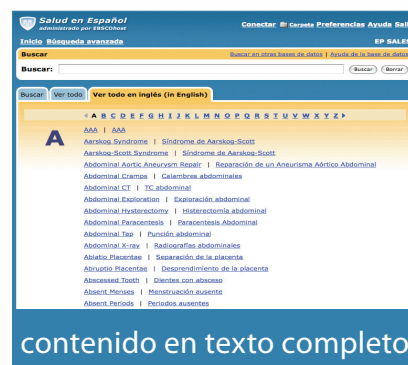 Salud en Español
administrado por EBSCOhost
Conectar Carpeta Preferencias Ayuda Sali
Inicio Búsqueda avanzada
EP SALES
Buscar
Buscar en otras bases de datos | Ayuda de la base de datos
Buscar:
Buscar Borrar
Buscar Ver todo Ver todo en inglés (in English)
A B C D E F G H I J K L M N O P Q R S T U V W X Y Z
A
AAA | AAA
Aarskog Syndrome | Síndrome de Aarskog-Scott
Aarskog-Scott Syndrome | Síndrome de Aarskog-Scott
Abdominal Aortic Aneurysm Repair | Reparación de un Aneurisma Aórtico Abdominal
Abdominal Cramps | Calambres abdominales
Abdominal CT | TC abdominal
Abdominal Exploration | Exploración abdominal
Abdominal Hysterectomy | Histerectomía abdominal
Abdominal Paracentesis | Paracentesis Abdominal
Abdominal Tap | Punción abdominal
Abdominal X-ray | Radiografías abdominales
Ablatio Placentae | Separación de la placenta
Abruptio Placentae | Desprendimiento de la placenta
Abscessed Tooth | Dientes con absceso
Absent Menses | Menstruación ausente
Absent Periods | Periodos ausentes
contenido en texto completo